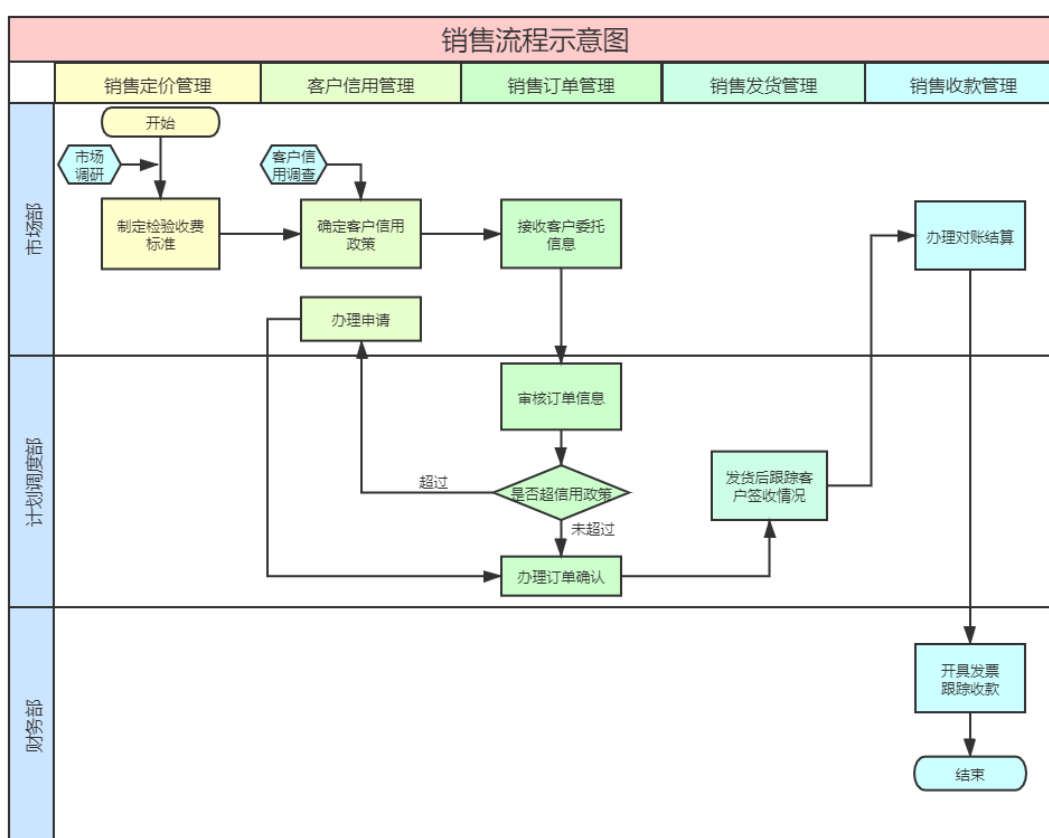 销售流程示意图
销售定价管理
客户信用管理
销售订单管理
销售发货管理
销售收款管理
市场部
开始
市场
调研
客户信
用调查
制定检验收费
标准
确定客户信用
政策
接收客户委托
信息
办理对账结算
办理申请
计划调度部
审核订单信息
超过
是否超信用政策
发货后跟踪客
户签收情况
未超过
办理订单确认
财务部
开具发票
跟踪收款
结束